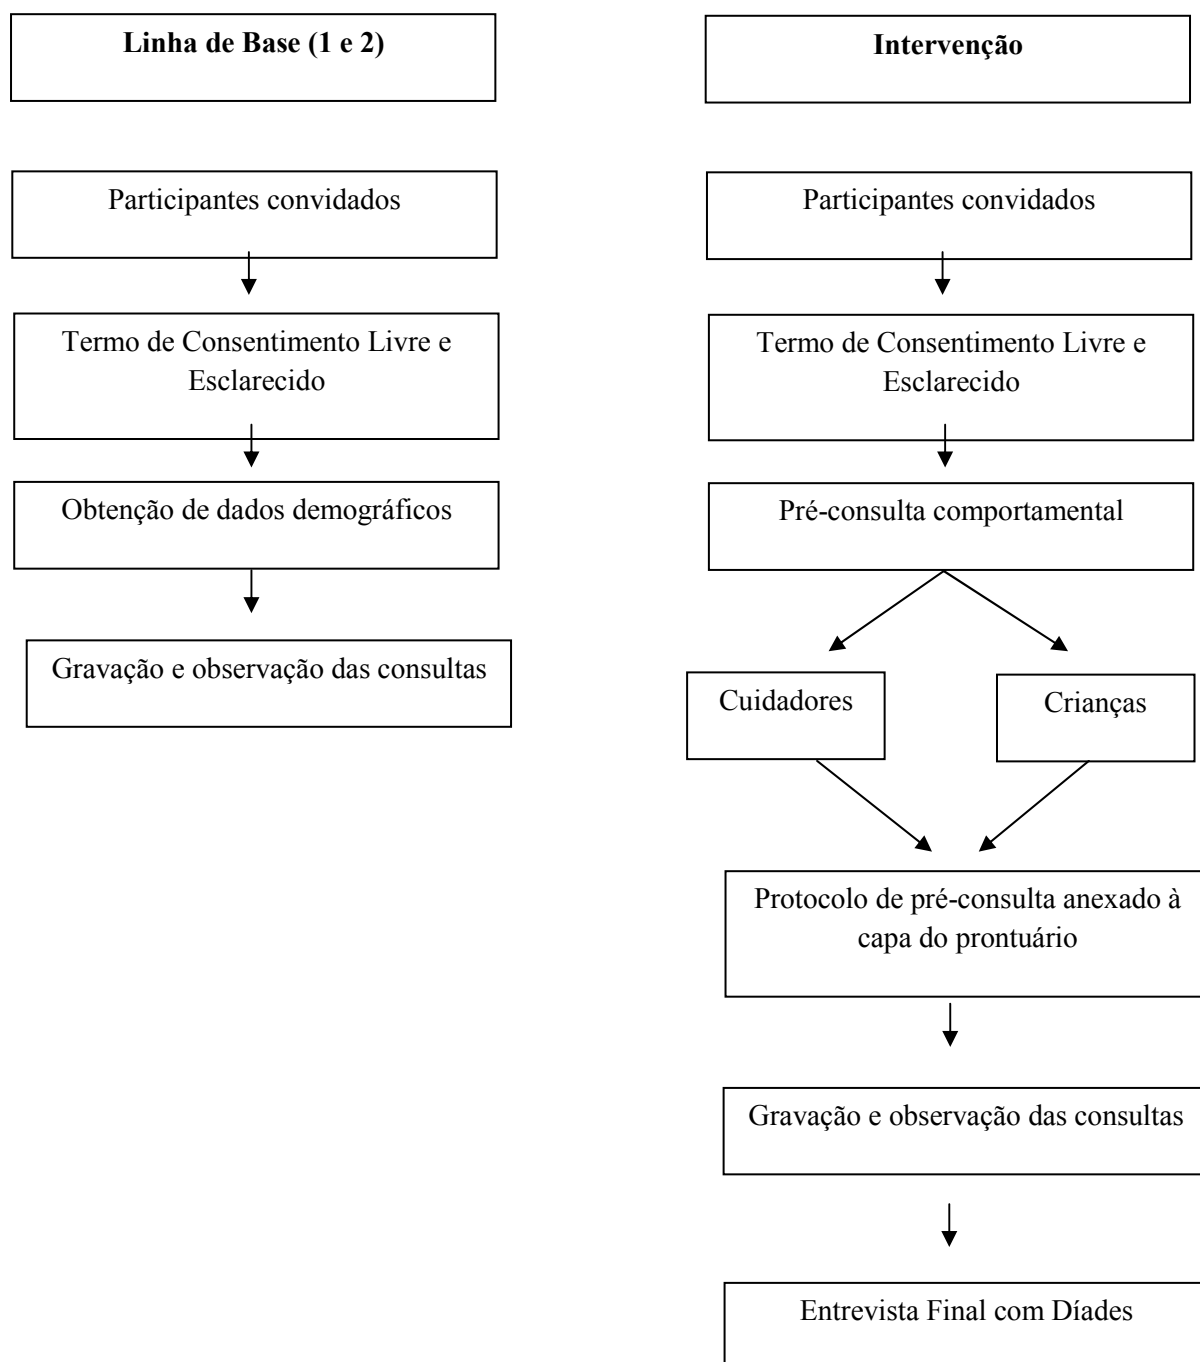 Linha de Base (1 e 2)
Participantes convidados
Termo de Consentimento Livre e
Esclarecido
Obtenção de dados demográficos
Gravação e observação das consultas
Intervenção
Participantes convidados
Termo de Consentimento Livre e
Esclarecido
Pré-consulta comportamental
Cuidadores
Crianças
Protocolo de pré-consulta anexado à
capa do prontuário
Gravação e observação das consultas
Entrevista Final com Díades